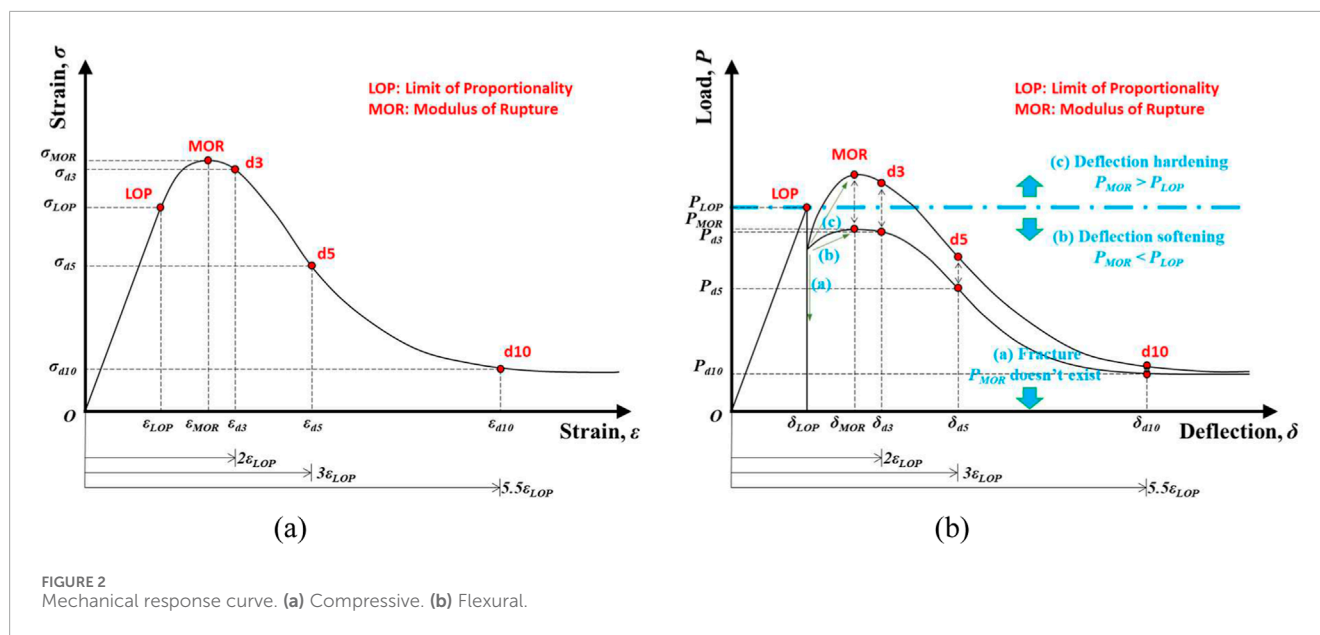 Strain, σ
LOP: Limit of Proportionality
MOR: Modulus of Rupture
MOR
d3
LOP
d5
d10
σMOR
σd3
σLOP
σd5
σd10
O
εLOP
εMOR
εd3
εd5
εd10
Strain, ε
2εLOP
3εLOP
5.5εLOP
(a)
Load, P
LOP: Limit of Proportionality
MOR: Modulus of Rupture
MOR
d3
LOP
(c) Deflection hardening
PMOR > PLOP
PLOP
PMOR
Pd3
(c)
(b)
(a)
d5
(b) Deflection softening
PMOR < PLOP
Pd5
(a) Fracture
PMOR doesn't exist
d10
Pd10
O
δLOP
δMOR
δd3
δd5
δd10
Deflection, δ
2εLOP
3εLOP
5.5εLOP
(b)
FIGURE 2
Mechanical response curve. (a) Compressive. (b) Flexural.